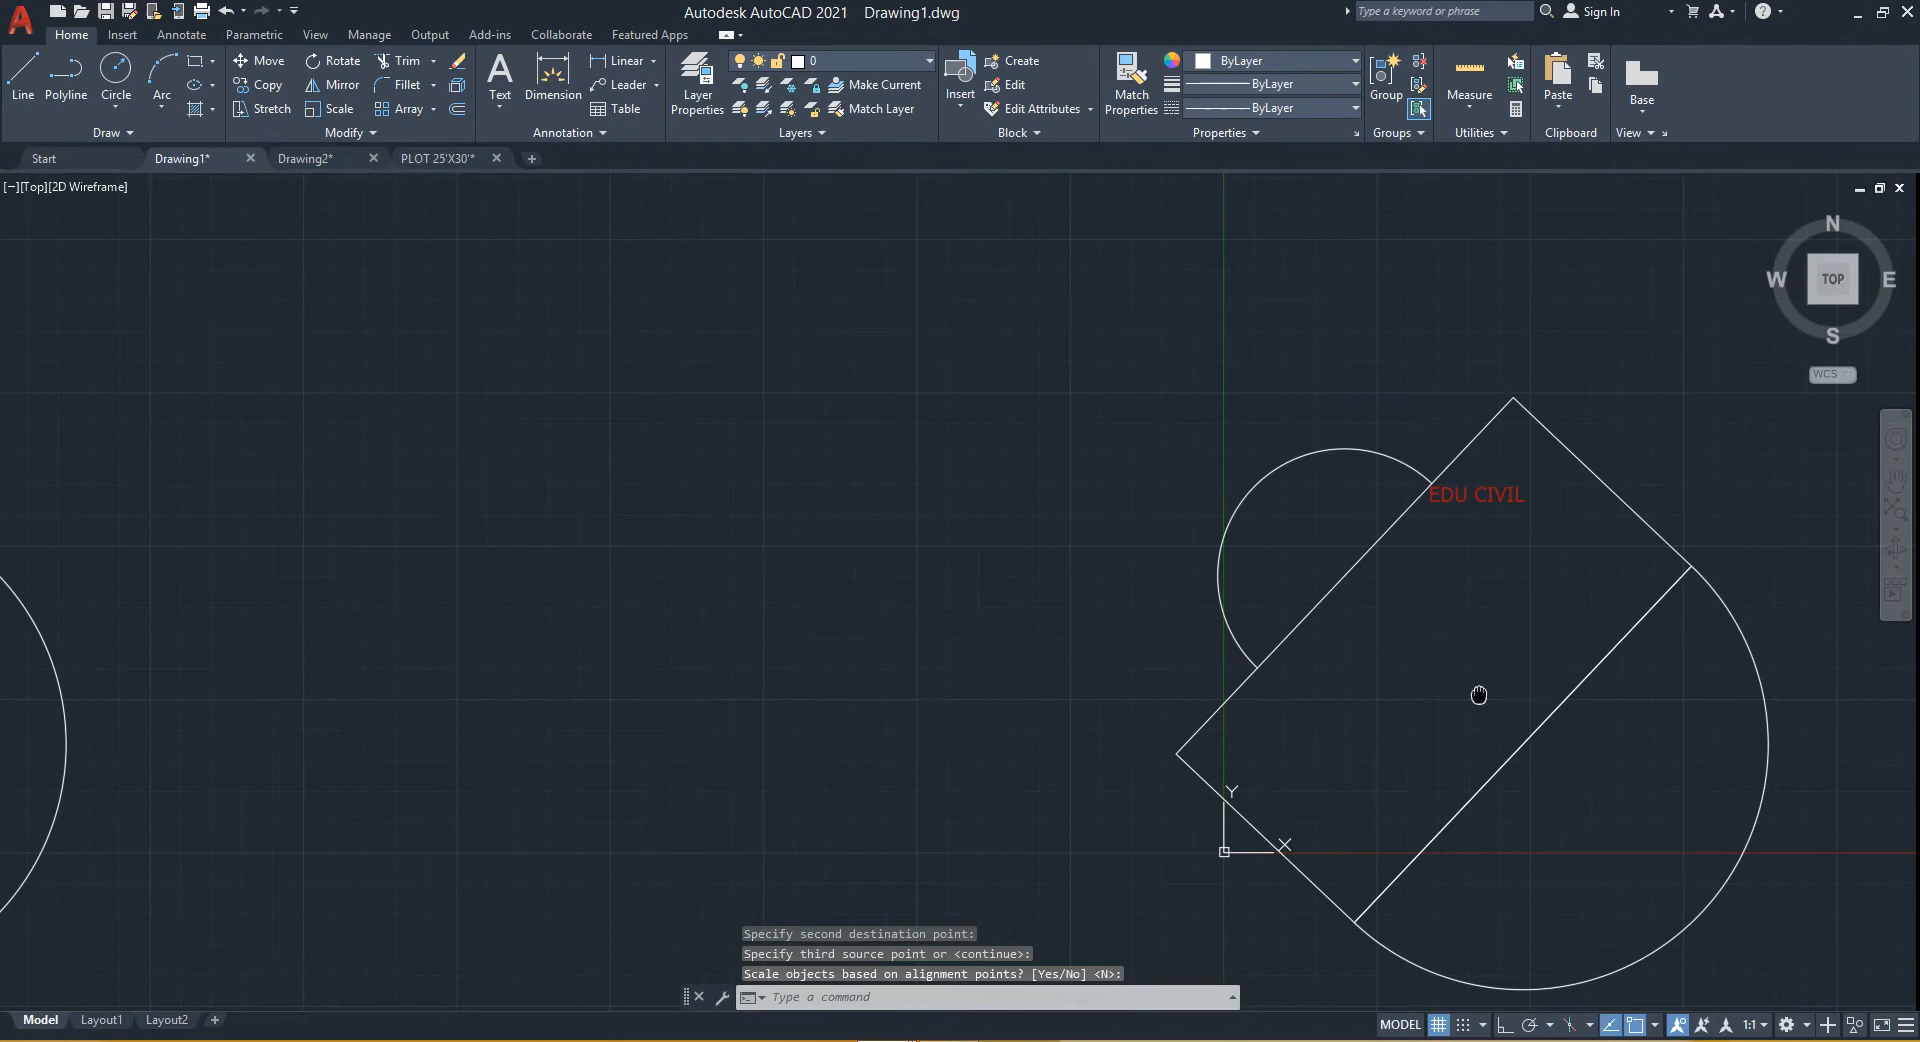 Autodesk AutoCAD 2021 Drawing1.dwg
Type a keyword or phrase
Sign In
Home Insert Annotate Parametric View Manage Output Add-ins Collaborate Featured Apps
Line Polyline Circle Arc
Move Rotate Trim
Copy Mirror Fillet
Stretch Scale Array
Text Dimension
Linear
Leader
Table
Layer Properties
0
Make Current
Match Layer
Insert
Create
Edit
Edit Attributes
Match Properties
ByLayer
ByLayer
ByLayer
Group
Measure
Paste
Base
Draw Modify Annotation Layers Block Properties Groups Utilities Clipboard View
Start Drawing1* Drawing2* PLOT 25'X30'*
[−][Top][2D Wireframe]
N
W TOP E
S
WCS
EDU CIVIL
Y
X
Specify second destination point:
Specify third source point or <continue>:
Scale objects based on alignment points? [Yes/No] <N>:
Type a command
Model Layout1 Layout2
MODEL 1:1